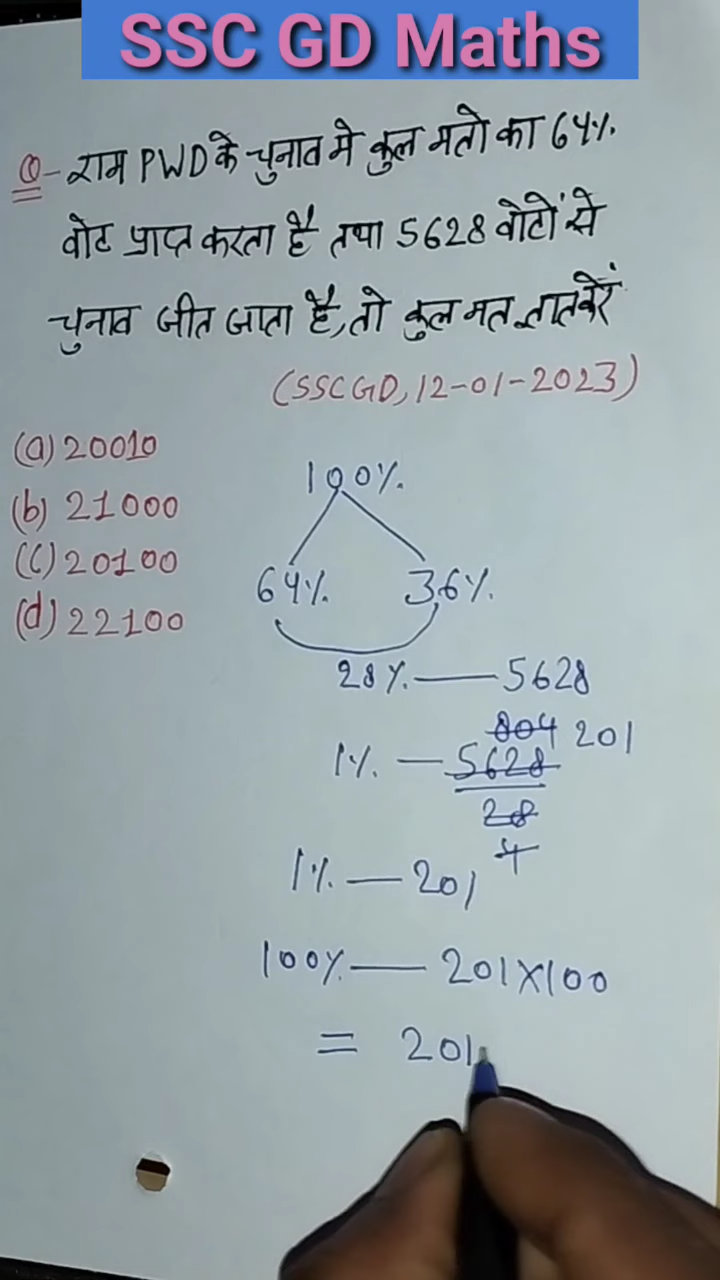 SSC GD Maths
Q- राम PWD के चुनाव मे कुल मतो का 64%
वोट प्राप्त करता है तथा 5628 वोटों से
चुनाव जीत जाता है, तो कुल मत ज्ञात करें
(SSC GD, 12-01-2023)
(a) 20010
(b) 21000
(c) 20100
(d) 22100
100%
64% 36%
28% — 5628
804 201
1% — 5628
28
4
1% — 201
100% — 201×100
= 201